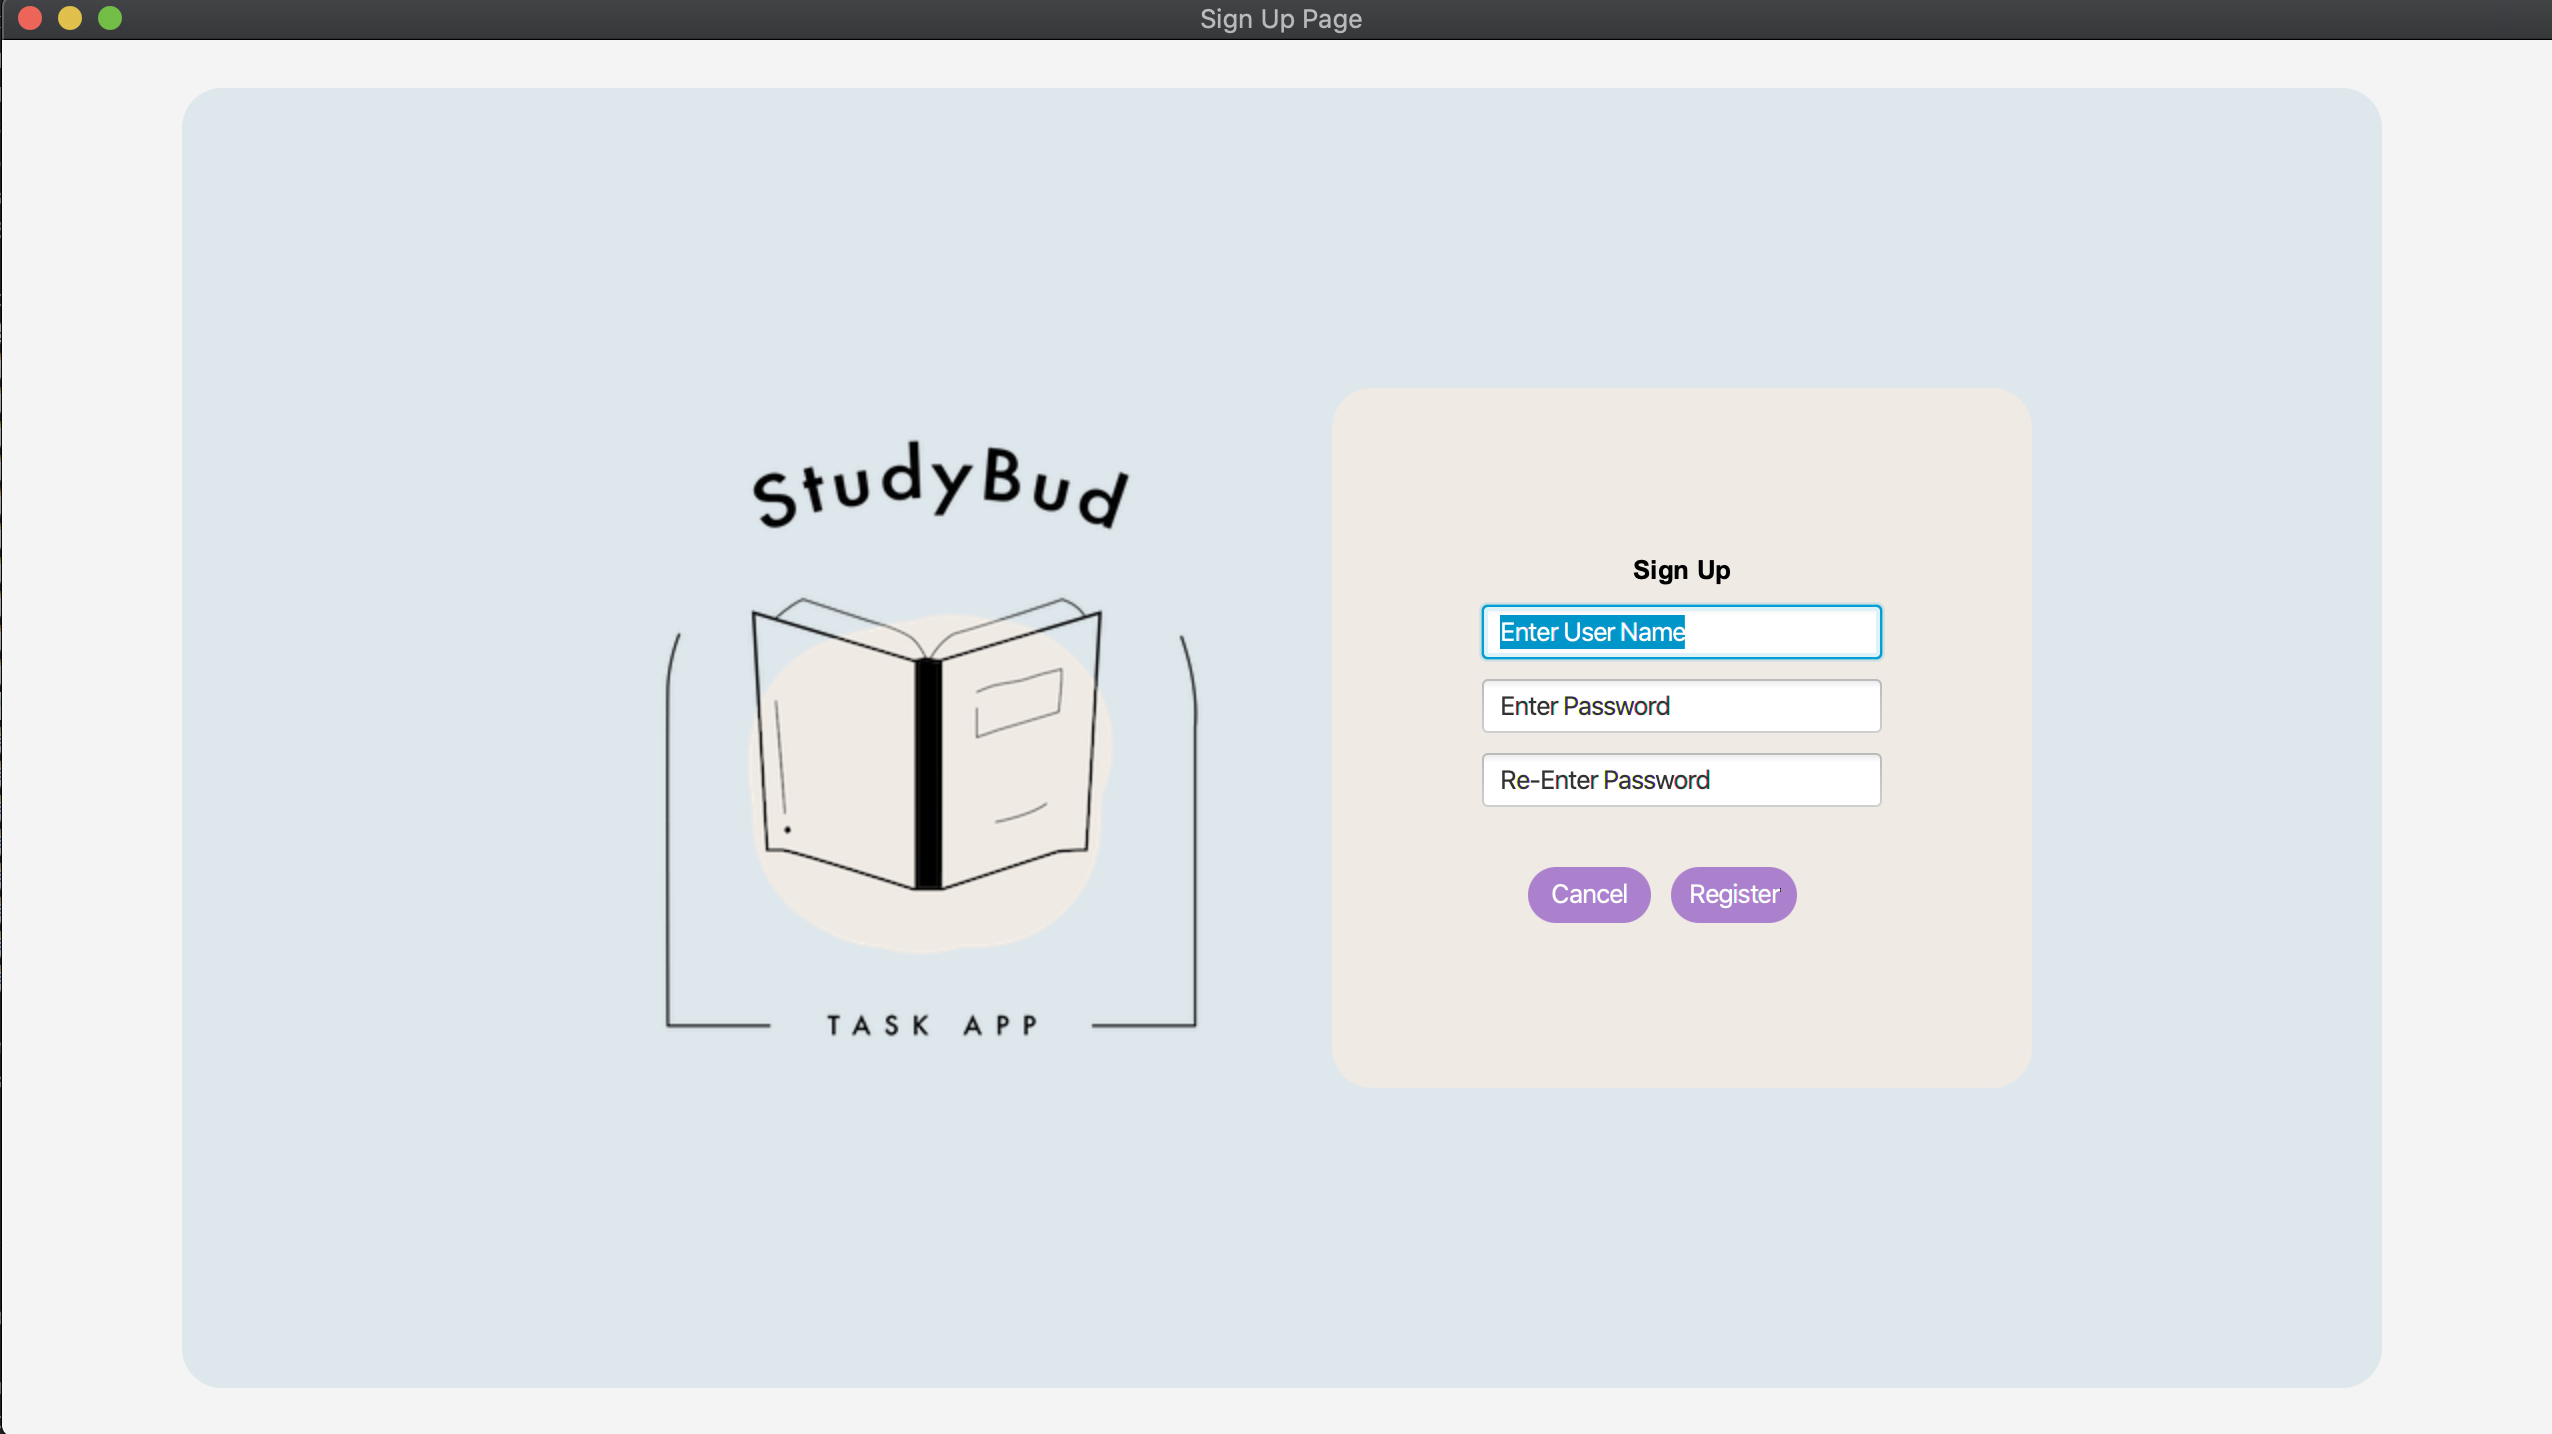 Sign Up Page
StudyBud
TASK APP
Sign Up
Enter User Name
Enter Password
Re-Enter Password
Cancel
Register